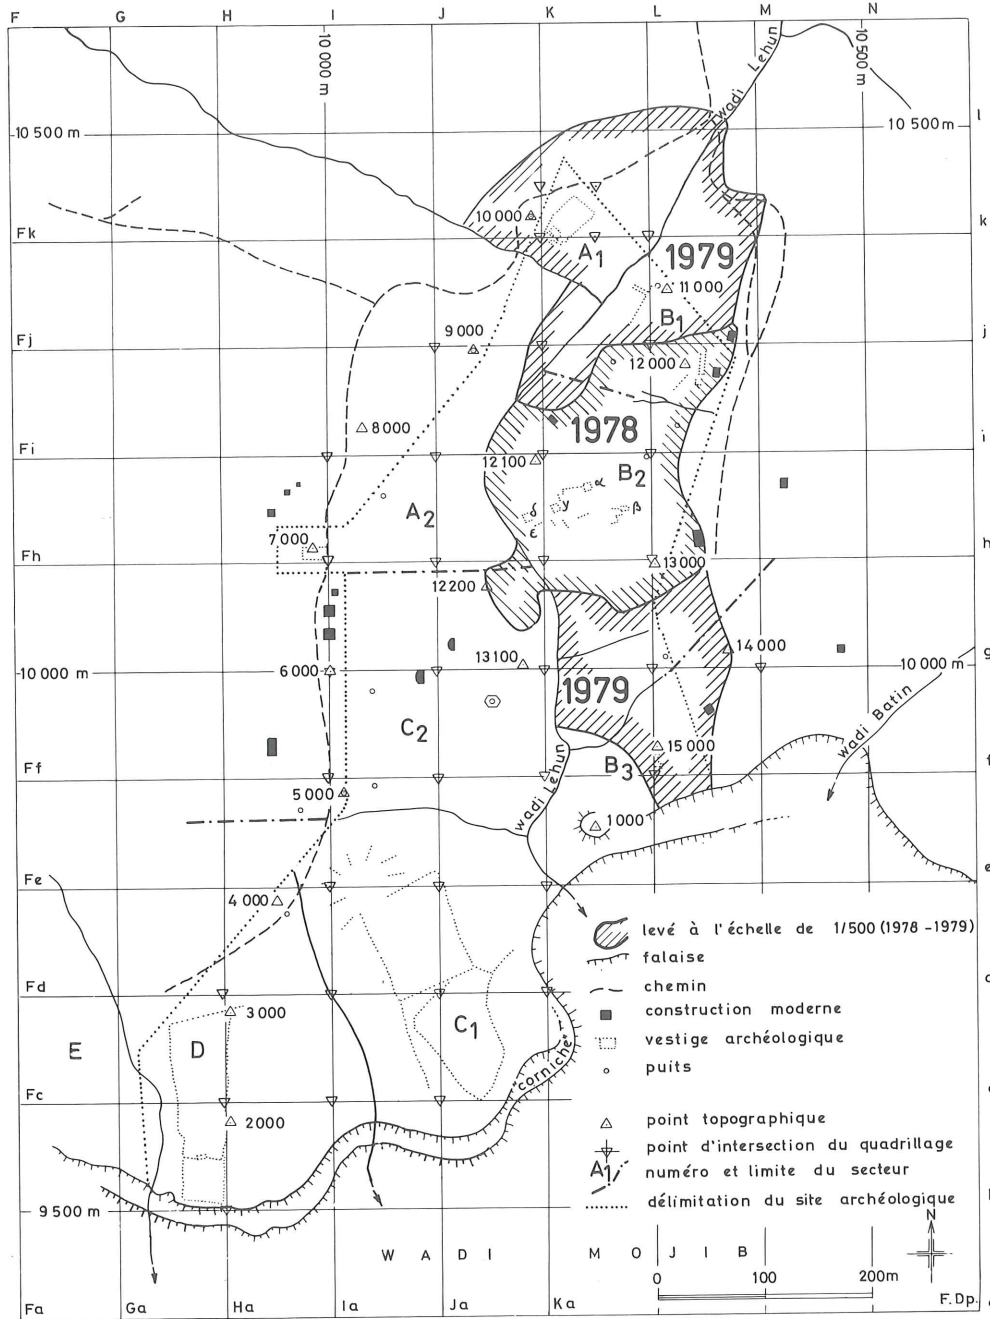 F G H I J K L M N
10 000 m
10 500 m
wadi Lehun
10 500 m
10 500 m
l
10 000
Fk
k
A1
1979
11 000
B1
9 000
Fj
j
12 000
8 000
1978
Fi
i
12 100
B2
α
A2
δ
γ
β
ε
7 000
Fh
h
13 000
12 200
14 000
g
13 100
6 000
10 000 m
10 000 m
1979
wadi Batin
C2
15 000
Ff
f
B3
5 000
wadi Lehun
1 000
Fe
e
4 000
levé à l'échelle de 1/500 (1978-1979)
falaise
chemin
Fd
construction moderne
3 000
C1
E
D
vestige archéologique
"corniche"
puits
Fc
2000
point topographique
point d'intersection du quadrillage
A1 numéro et limite du secteur
délimitation du site archéologique
9 500 m
N
WADI MOJIB
0 100 200m
Fa Ga Ha Ia Ja Ka
F.Dp.